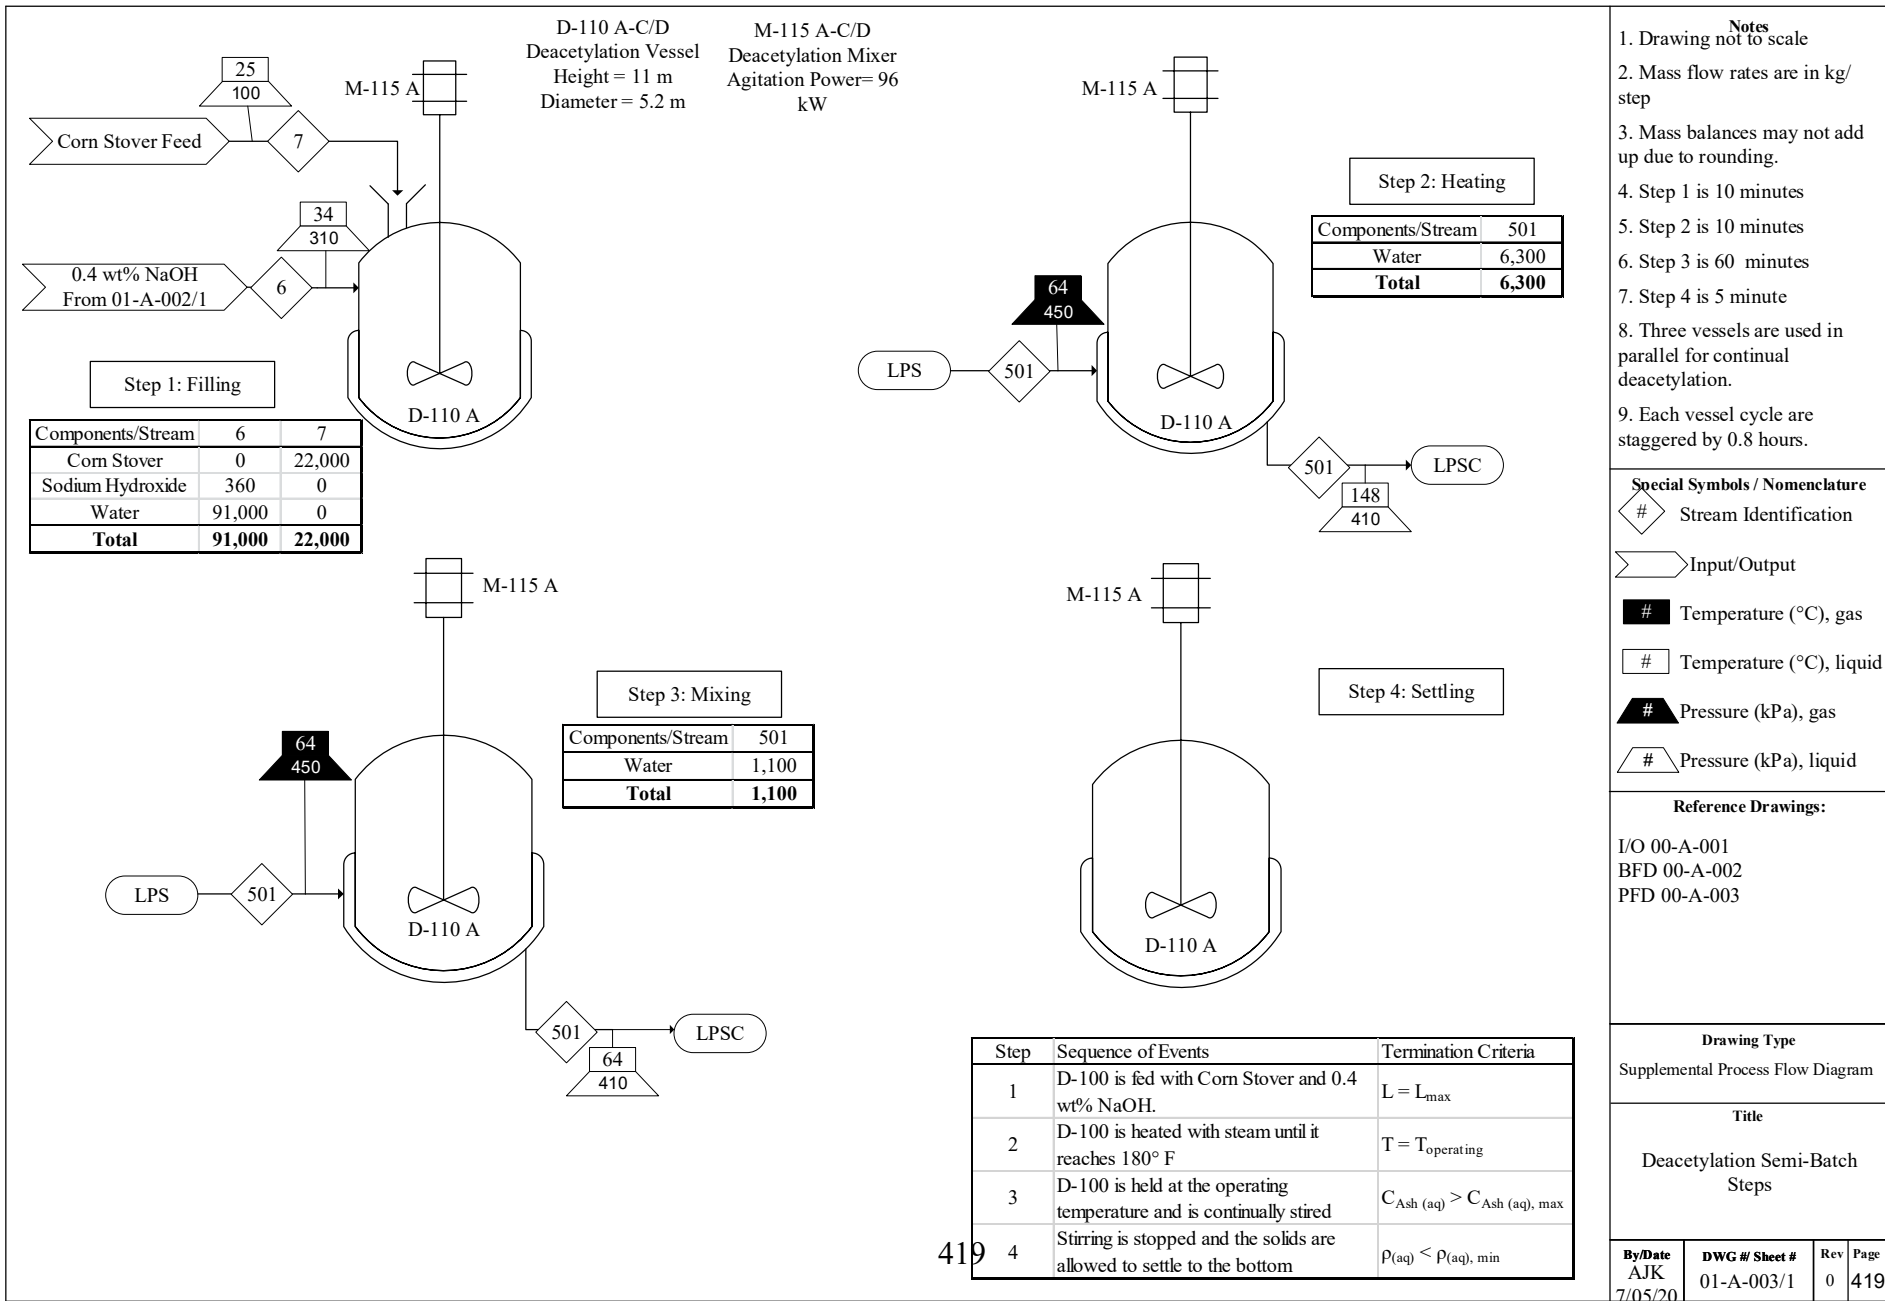 D-110 A-C/D
Deacetylation Vessel
Height = 11 m
Diameter = 5.2 m
M-115 A-C/D
Deacetylation Mixer
Agitation Power= 96
kW
25
100
M-115 A
Corn Stover Feed
7
34
310
0.4 wt% NaOH
From 01-A-002/1
6
D-110 A
Step 1: Filling
Components/Stream 6 7
Corn Stover 0 22,000
Sodium Hydroxide 360 0
Water 91,000 0
Total 91,000 22,000
M-115 A
Step 2: Heating
Components/Stream 501
Water 6,300
Total 6,300
64
450
LPS
501
D-110 A
501
LPSC
148
410
M-115 A
Step 3: Mixing
Components/Stream 501
Water 1,100
Total 1,100
64
450
LPS
501
D-110 A
501
LPSC
64
410
M-115 A
Step 4: Settling
D-110 A
Step Sequence of Events Termination Criteria
1 D-100 is fed with Corn Stover and 0.4
wt% NaOH.
L = Lmax
2 D-100 is heated with steam until it
reaches 180° F
T = Toperating
3 D-100 is held at the operating
temperature and is continually stired
CAsh (aq) > CAsh (aq), max
4 Stirring is stopped and the solids are
allowed to settle to the bottom
ρ(aq) < ρ(aq), min
419
Notes
1. Drawing not to scale
2. Mass flow rates are in kg/
step
3. Mass balances may not add
up due to rounding.
4. Step 1 is 10 minutes
5. Step 2 is 10 minutes
6. Step 3 is 60 minutes
7. Step 4 is 5 minute
8. Three vessels are used in
parallel for continual
deacetylation.
9. Each vessel cycle are
staggered by 0.8 hours.
Special Symbols / Nomenclature
# Stream Identification
Input/Output
# Temperature (°C), gas
# Temperature (°C), liquid
# Pressure (kPa), gas
# Pressure (kPa), liquid
Reference Drawings:
I/O 00-A-001
BFD 00-A-002
PFD 00-A-003
Drawing Type
Supplemental Process Flow Diagram
Title
Deacetylation Semi-Batch
Steps
By/Date DWG #/ Sheet # Rev Page
AJK
7/05/20
01-A-003/1
0
419